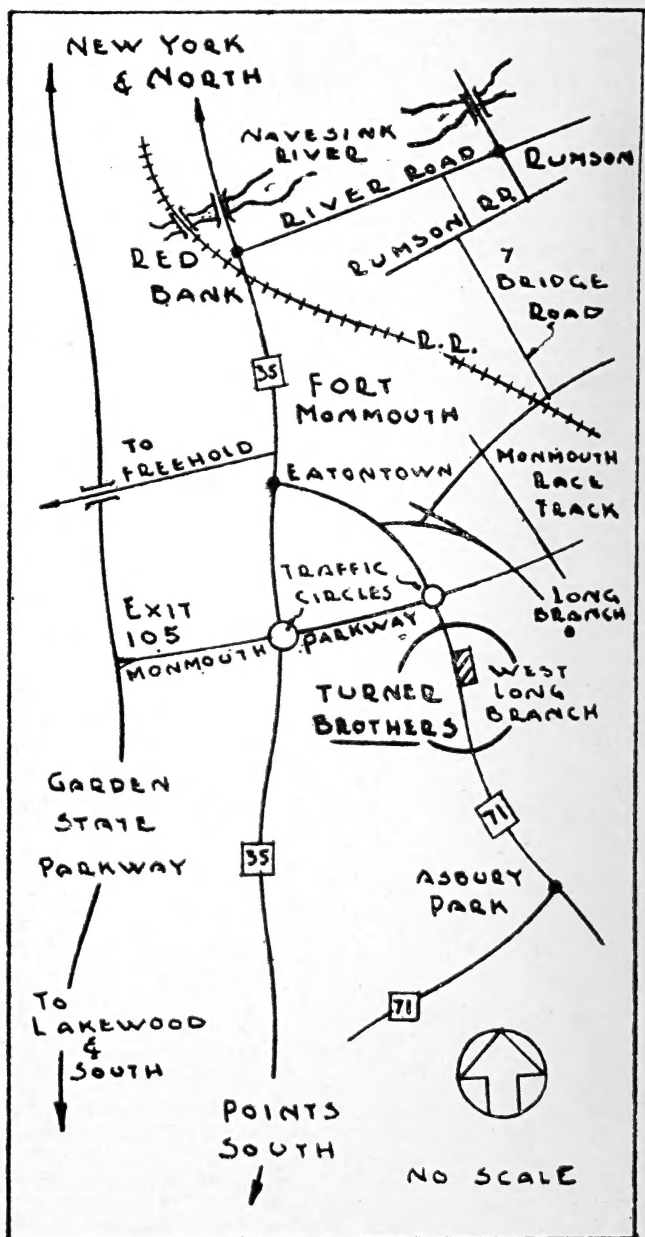 NEW YORK
& NORTH
NAVESINK
RIVER
RIVER ROAD
RUMSON
RUMSON RR
RED
BANK
7
BRIDGE
ROAD
R.R.
35
FORT
MONMOUTH
TO
FREEHOLD
EATONTOWN
MONMOUTH
RACE
TRACK
TRAFFIC
CIRCLES
EXIT
105
MONMOUTH PARKWAY
LONG
BRANCH
TURNER
BROTHERS
WEST
LONG
BRANCH
GARDEN
STATE
PARKWAY
35
71
ASBURY
PARK
71
TO
LAKEWOOD
&
SOUTH
POINTS
SOUTH
NO SCALE